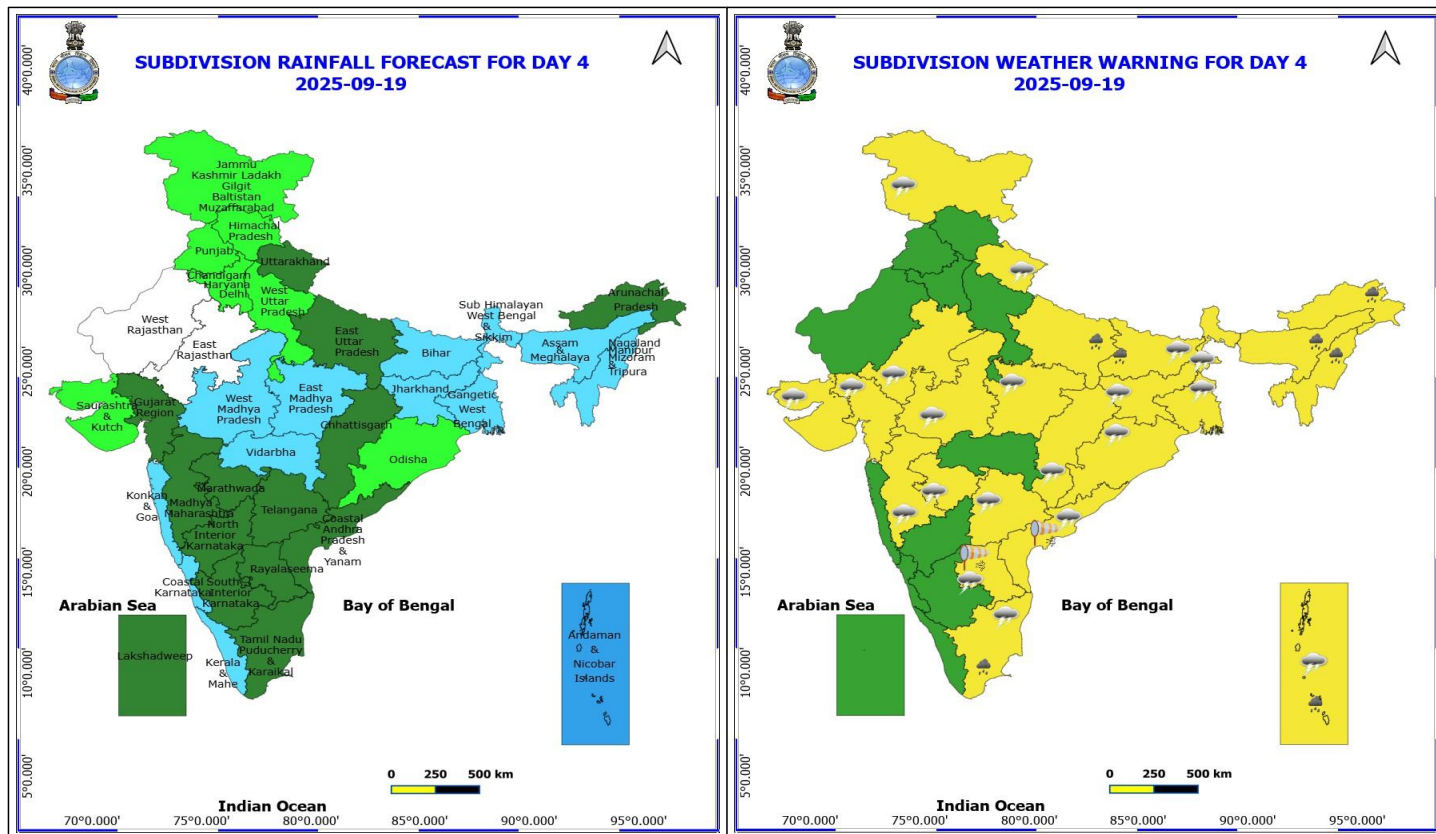 SUBDIVISION RAINFALL FORECAST FOR DAY 4
2025-09-19
40°0.000'
35°0.000'
30°0.000'
25°0.000'
20°0.000'
15°0.000'
10°0.000'
5°0.000'
Jammu
Kashmir Ladakh
Gilgit
Baltistan
Muzaffarabad
Himachal
Pradesh
Punjab
Uttarakhand
Chandigarh
Haryana
Delhi
West
Uttar
Pradesh
West
Rajasthan
East
Rajasthan
East
Uttar
Pradesh
Sub Himalayan
West Bengal
&
Sikkim
Arunachal
Pradesh
Assam
&
Meghalaya
Nagaland
Manipur
Mizoram
&
Tripura
Bihar
Jharkhand
Gangetic
West
Bengal
Saurashtra
&
Kutch
Gujarat
Region
West
Madhya
Pradesh
East
Madhya
Pradesh
Chhattisgarh
Vidarbha
Odisha
Konkan
&
Goa
Marathwada
Madhya
Maharashtra
North
Interior
Karnataka
Telangana
Coastal
Andhra
Pradesh
&
Yanam
Rayalaseema
Coastal
Karnataka
South
Interior
Karnataka
Arabian Sea
Bay of Bengal
Lakshadweep
Kerala
&
Mahe
Tamil Nadu
Puducherry
&
Karaikal
Andaman
&
Nicobar
Islands
0 250 500 km
Indian Ocean
70°0.000' 75°0.000' 80°0.000' 85°0.000' 90°0.000' 95°0.000'
SUBDIVISION WEATHER WARNING FOR DAY 4
2025-09-19
40°0.000'
35°0.000'
30°0.000'
25°0.000'
20°0.000'
15°0.000'
10°0.000'
5°0.000'
Arabian Sea
Bay of Bengal
0 250 500 km
Indian Ocean
70°0.000' 75°0.000' 80°0.000' 85°0.000' 90°0.000' 95°0.000'